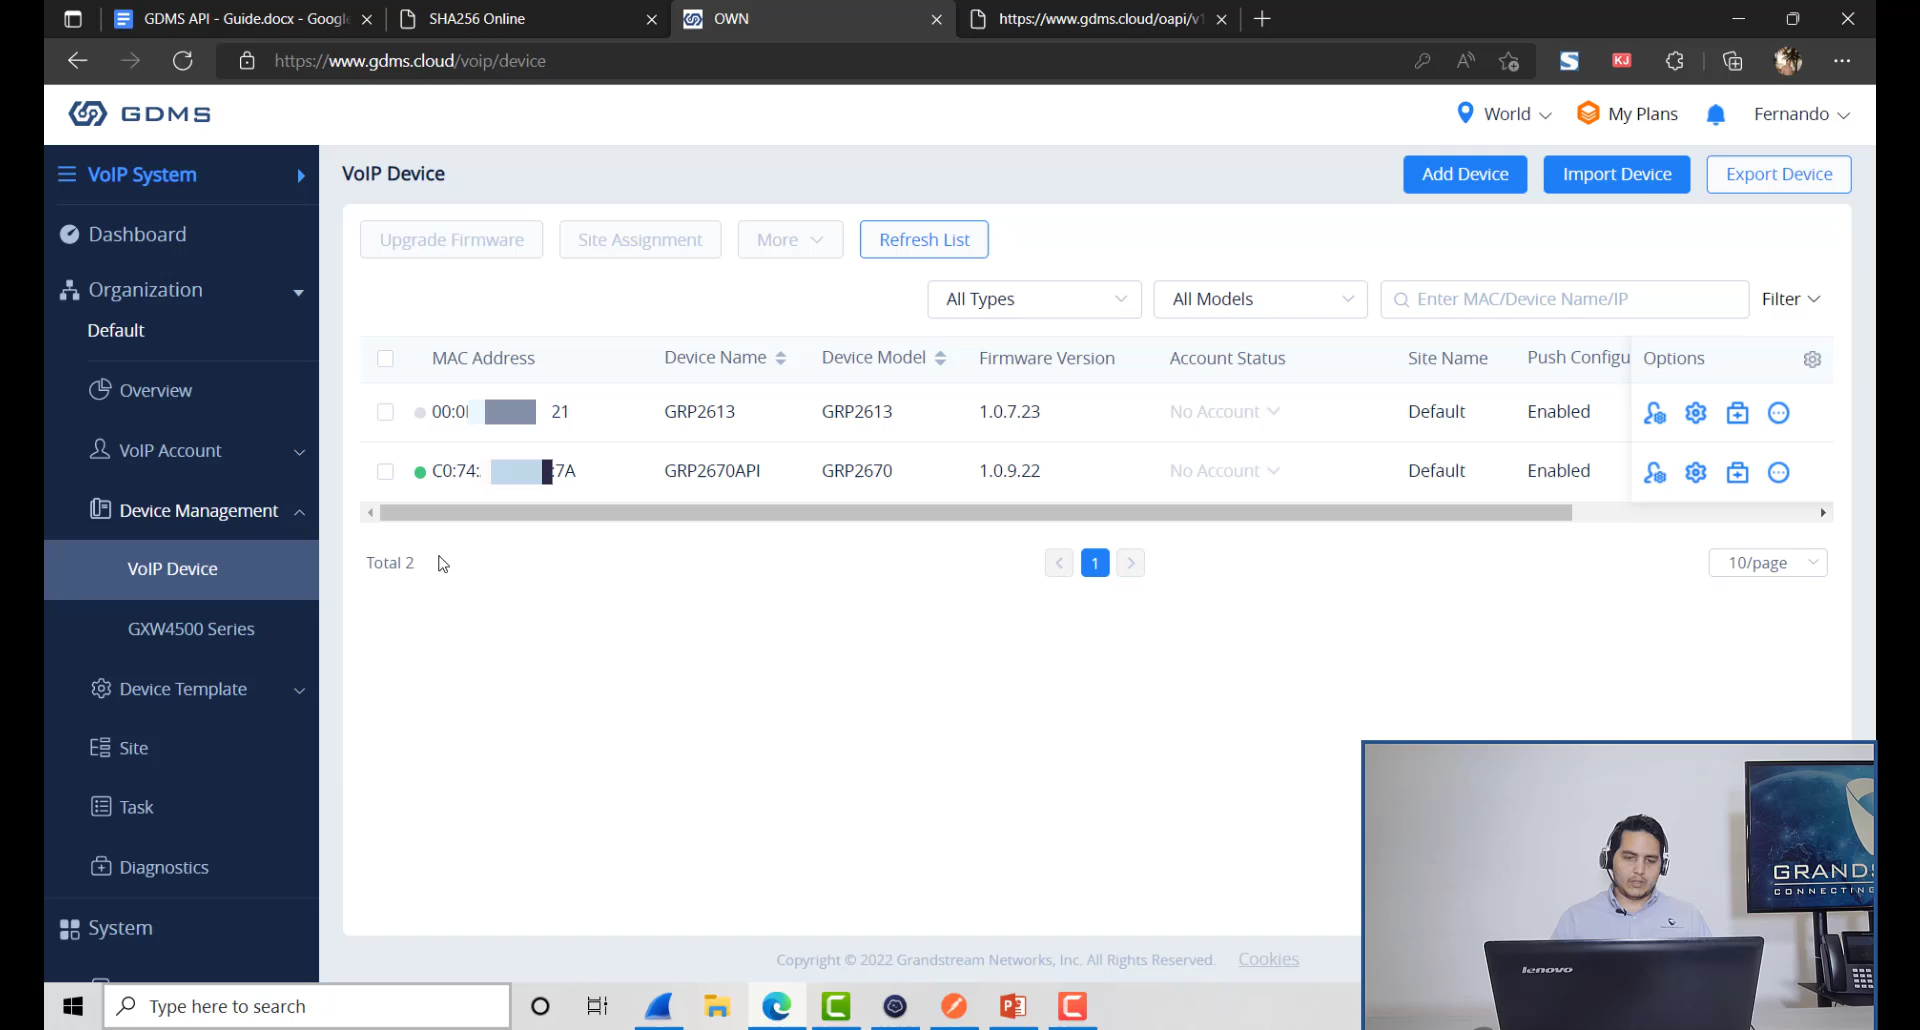 GDMS API - Guide.docx - Google
SHA256 Online
OWN
https://www.gdms.cloud/oapi/v1
https://www.gdms.cloud/voip/device
KJ
GDMS
World
My Plans
Fernando
VoIP System
VoIP Device
Add Device
Import Device
Export Device
Dashboard
Organization
Default
Overview
VoIP Account
Device Management
VoIP Device
GXW4500 Series
Device Template
Site
Task
Diagnostics
System
Upgrade Firmware
Site Assignment
More
Refresh List
All Types
All Models
Enter MAC/Device Name/IP
Filter
MAC Address Device Name Device Model Firmware Version Account Status Site Name Push Configu Options
00:0 21 GRP2613 GRP2613 1.0.7.23 No Account Default Enabled
C0:74: :7A GRP2670API GRP2670 1.0.9.22 No Account Default Enabled
Total 2
1
10/page
Copyright © 2022 Grandstream Networks, Inc. All Rights Reserved. Cookies
GRANDS
CONNECTING
lenovo
Type here to search